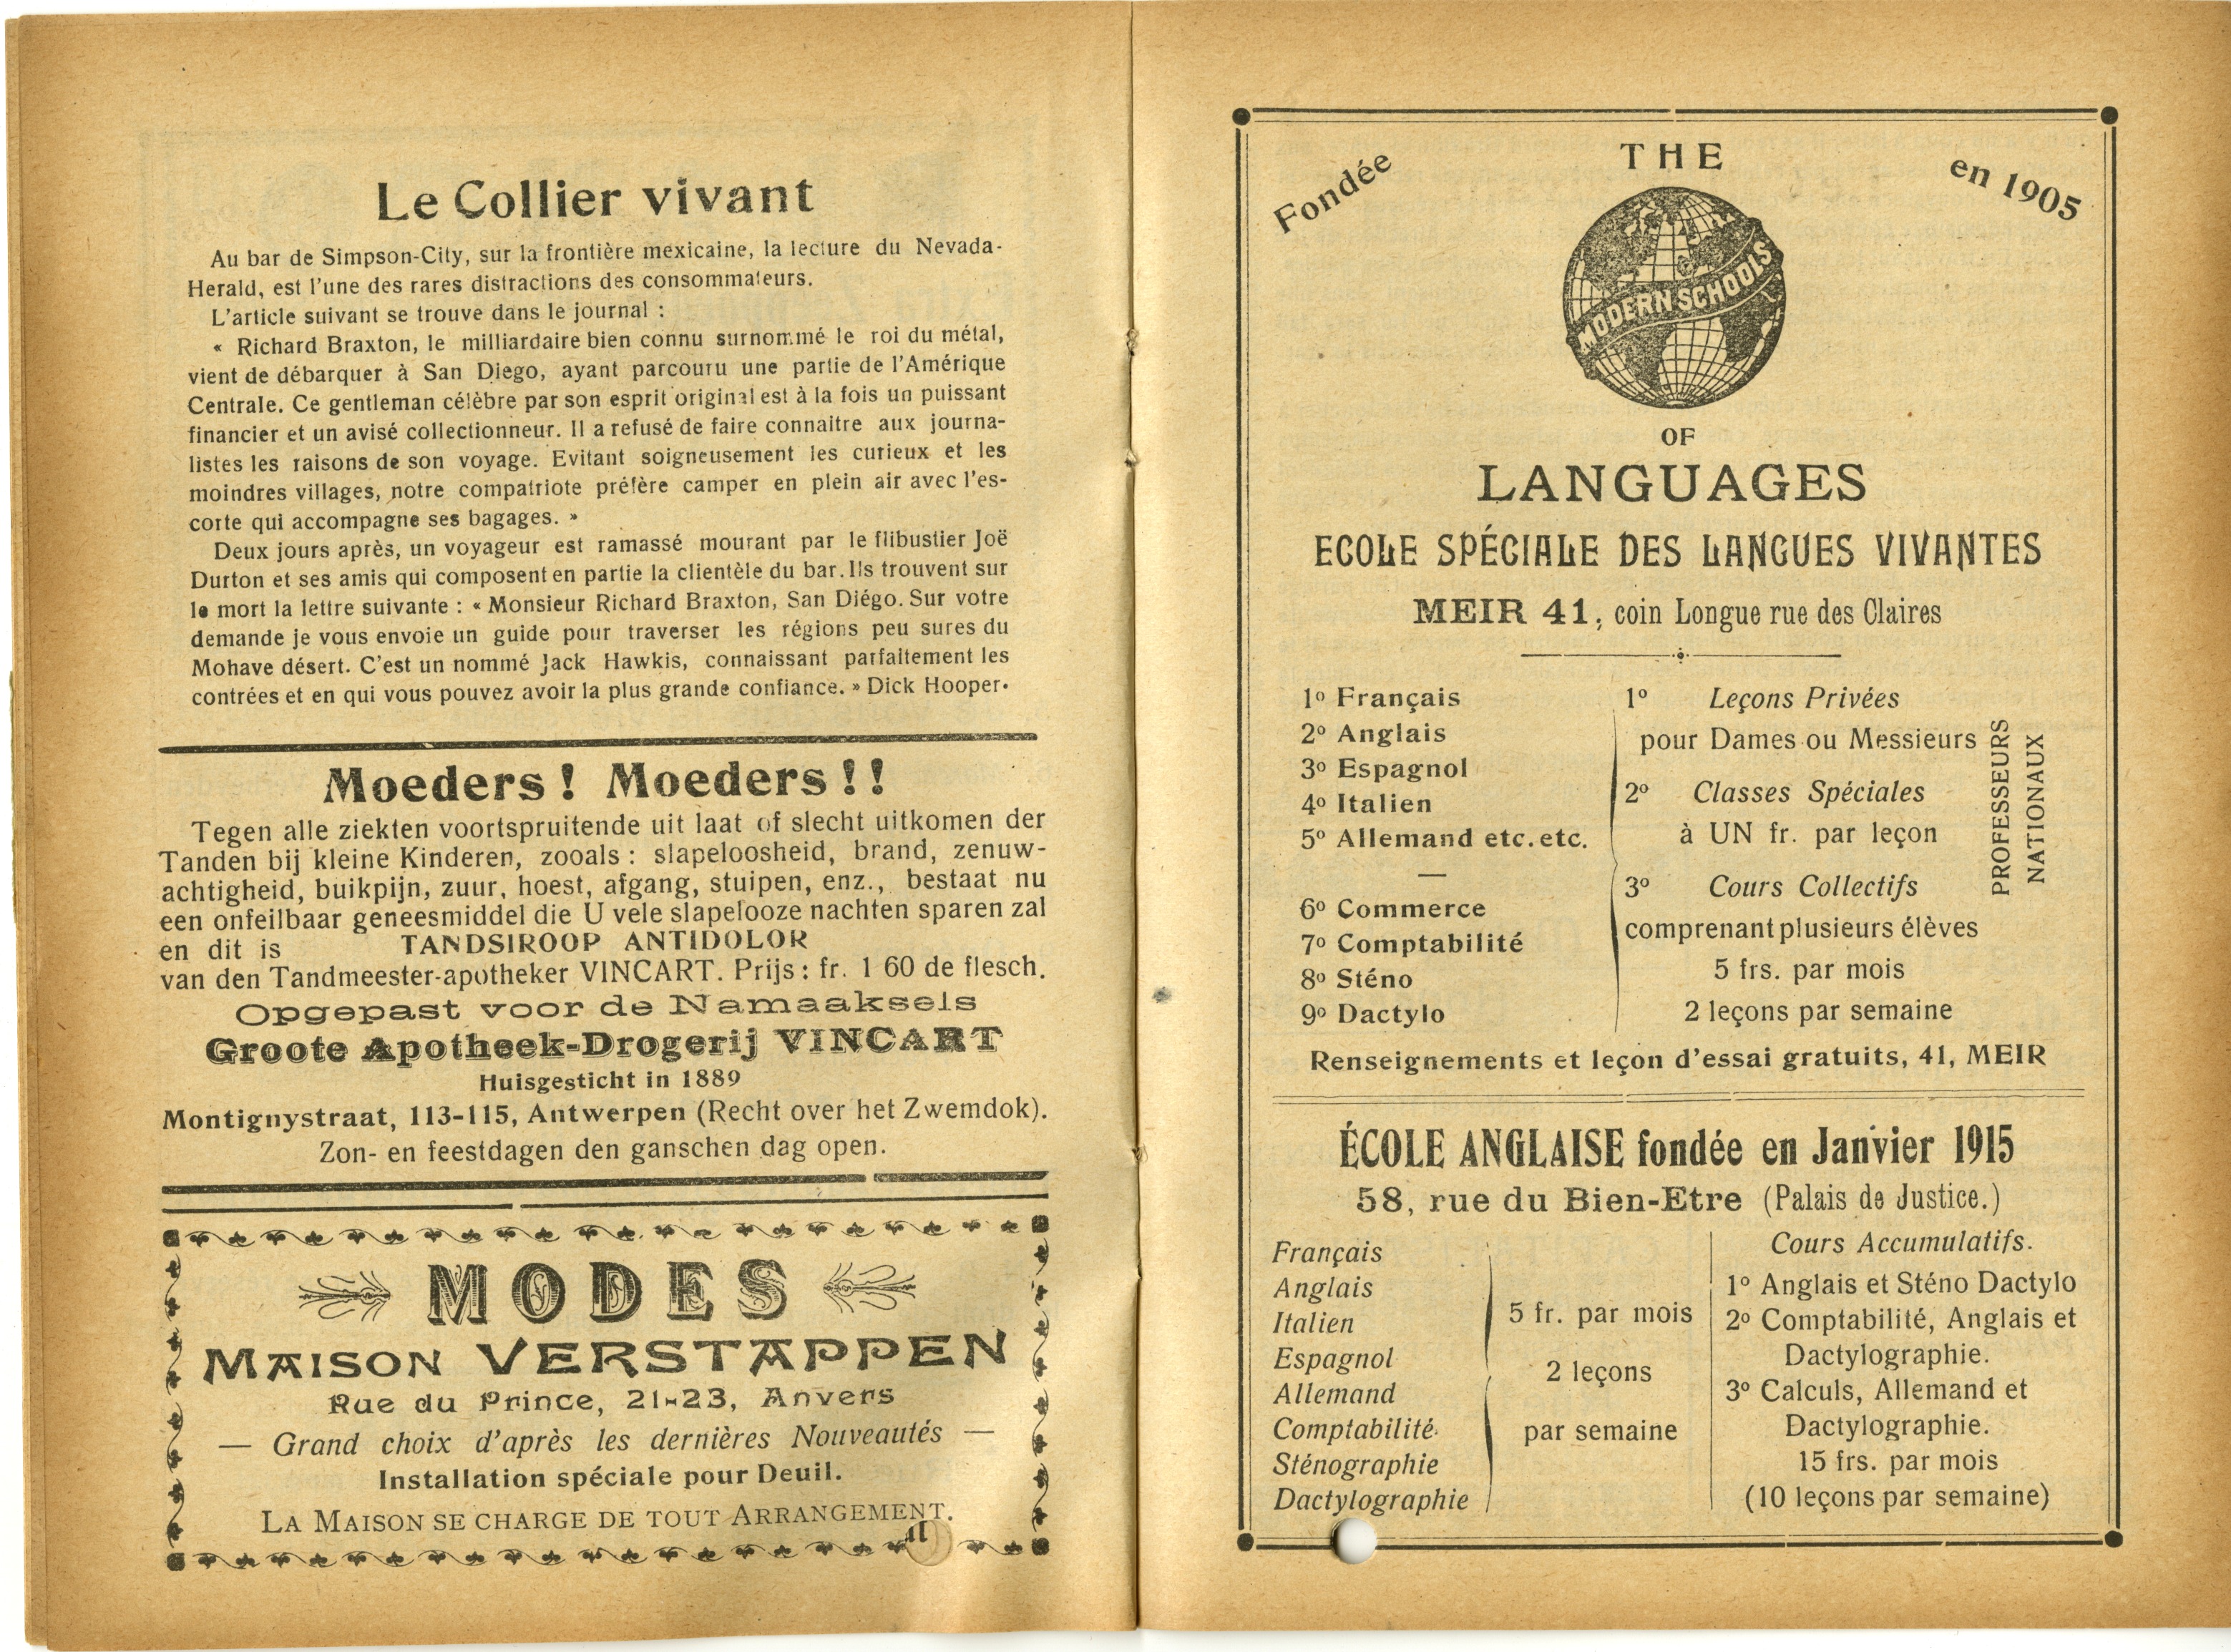 Le Collier vivant
Au bar de Simpson-City, sur la frontière mexicaine, la lecture du Nevada-
Herald, est l'une des rares distractions des consommateurs.
L'article suivant se trouve dans le journal :
« Richard Braxton, le milliardaire bien connu surnommé le roi du métal,
vient de débarquer à San Diego, ayant parcouru une partie de l'Amérique
Centrale. Ce gentleman célèbre par son esprit original est à la fois un puissant
financier et un avisé collectionneur. Il a refusé de faire connaitre aux journa-
listes les raisons de son voyage. Evitant soigneusement les curieux et les
moindres villages, notre compatriote préfère camper en plein air avec l'es-
corte qui accompagne ses bagages. »
Deux jours après, un voyageur est ramassé mourant par le flibustier Joë
Durton et ses amis qui composent en partie la clientèle du bar. Ils trouvent sur
le mort la lettre suivante : « Monsieur Richard Braxton, San Diégo. Sur votre
demande je vous envoie un guide pour traverser les régions peu sures du
Mohave désert. C'est un nommé Jack Hawkis, connaissant parfaitement les
contrées et en qui vous pouvez avoir la plus grande confiance. » Dick Hooper.
Moeders ! Moeders !!
Tegen alle ziekten voortspruitende uit laat of slecht uitkomen der
Tanden bij kleine Kinderen, zooals : slapeloosheid, brand, zenuw-
achtigheid, buikpijn, zuur, hoest, afgang, stuipen, enz., bestaat nu
een onfeilbaar geneesmiddel die U vele slapelooze nachten sparen zal
en dit is TANDSIROOP ANTIDOLOR
van den Tandmeester-apotheker VINCART. Prijs : fr. 1 60 de flesch.
Opgepast voor de Namaaksels
Groote Apotheek-Drogerij VINCART
Huisgesticht in 1889
Montignystraat, 113-115, Antwerpen (Recht over het Zwemdok).
Zon- en feestdagen den ganschen dag open.
MODES
MAISON VERSTAPPEN
Rue du Prince, 21-23, Anvers
— Grand choix d'après les dernières Nouveautés —
Installation spéciale pour Deuil.
LA MAISON SE CHARGE DE TOUT ARRANGEMENT.
Fondée
THE
en 1905
MODERN SCHOOLS
OF
LANGUAGES
ECOLE SPÉCIALE DES LANGUES VIVANTES
MEIR 41, coin Longue rue des Claires
1º Français
2º Anglais
3º Espagnol
4º Italien
5º Allemand etc. etc.
—
6º Commerce
7º Comptabilité
8º Sténo
9º Dactylo
1º Leçons Privées
pour Dames ou Messieurs
2º Classes Spéciales
à UN fr. par leçon
3º Cours Collectifs
comprenant plusieurs élèves
5 frs. par mois
2 leçons par semaine
PROFESSEURS
NATIONAUX
Renseignements et leçon d'essai gratuits, 41, MEIR
ÉCOLE ANGLAISE fondée en Janvier 1915
58, rue du Bien-Etre (Palais de Justice.)
Français
Anglais
Italien
Espagnol
Allemand
Comptabilité
Sténographie
Dactylographie
5 fr. par mois
2 leçons
par semaine
Cours Accumulatifs.
1º Anglais et Sténo Dactylo
2º Comptabilité, Anglais et
Dactylographie.
3º Calculs, Allemand et
Dactylographie.
15 frs. par mois
(10 leçons par semaine)